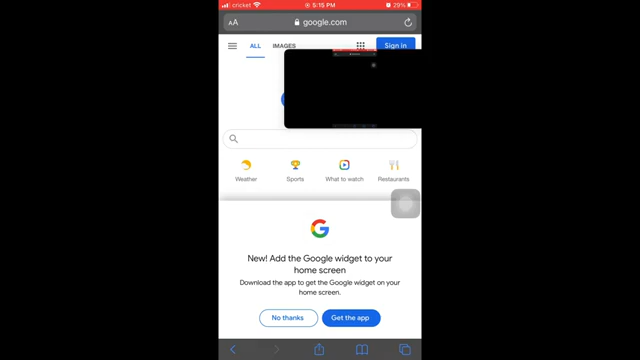 cricket 5:15 PM 29%
AA google.com
ALL IMAGES Sign in
Weather Sports What to watch Restaurants
G
New! Add the Google widget to your
home screen
Download the app to get the Google widget on your
home screen.
No thanks Get the app